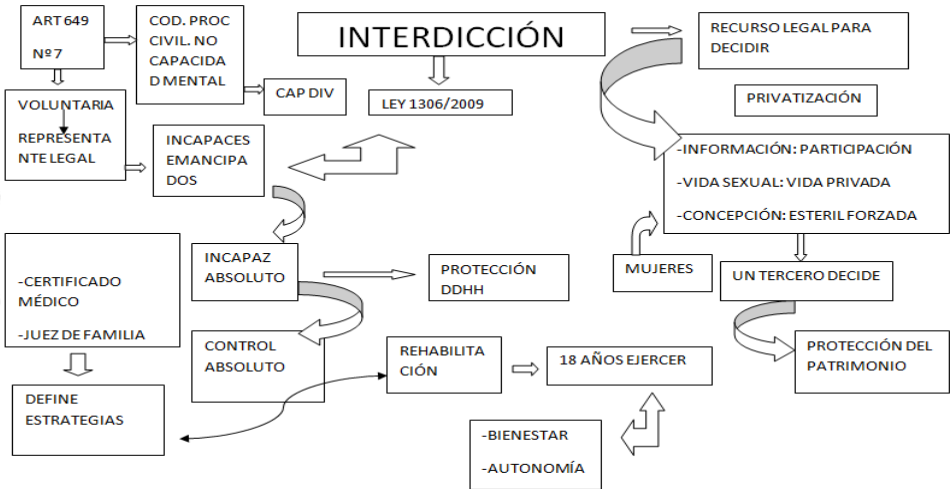 ART 649
Nº7
COD. PROC
CIVIL. NO
CAPACIDA
D MENTAL
INTERDICCIÓN
RECURSO LEGAL PARA
DECIDIR
CAP DIV
LEY 1306/2009
PRIVATIZACIÓN
VOLUNTARIA
REPRESENTA
NTE LEGAL
INCAPACES
EMANCIPA
DOS
-INFORMACIÓN: PARTICIPACIÓN
-VIDA SEXUAL: VIDA PRIVADA
-CONCEPCIÓN: ESTERIL FORZADA
-CERTIFICADO
MÉDICO
-JUEZ DE FAMILIA
INCAPAZ
ABSOLUTO
PROTECCIÓN
DDHH
MUJERES
UN TERCERO DECIDE
CONTROL
ABSOLUTO
REHABILITA
CIÓN
18 AÑOS EJERCER
PROTECCIÓN DEL
PATRIMONIO
DEFINE
ESTRATEGIAS
-BIENESTAR
-AUTONOMÍA